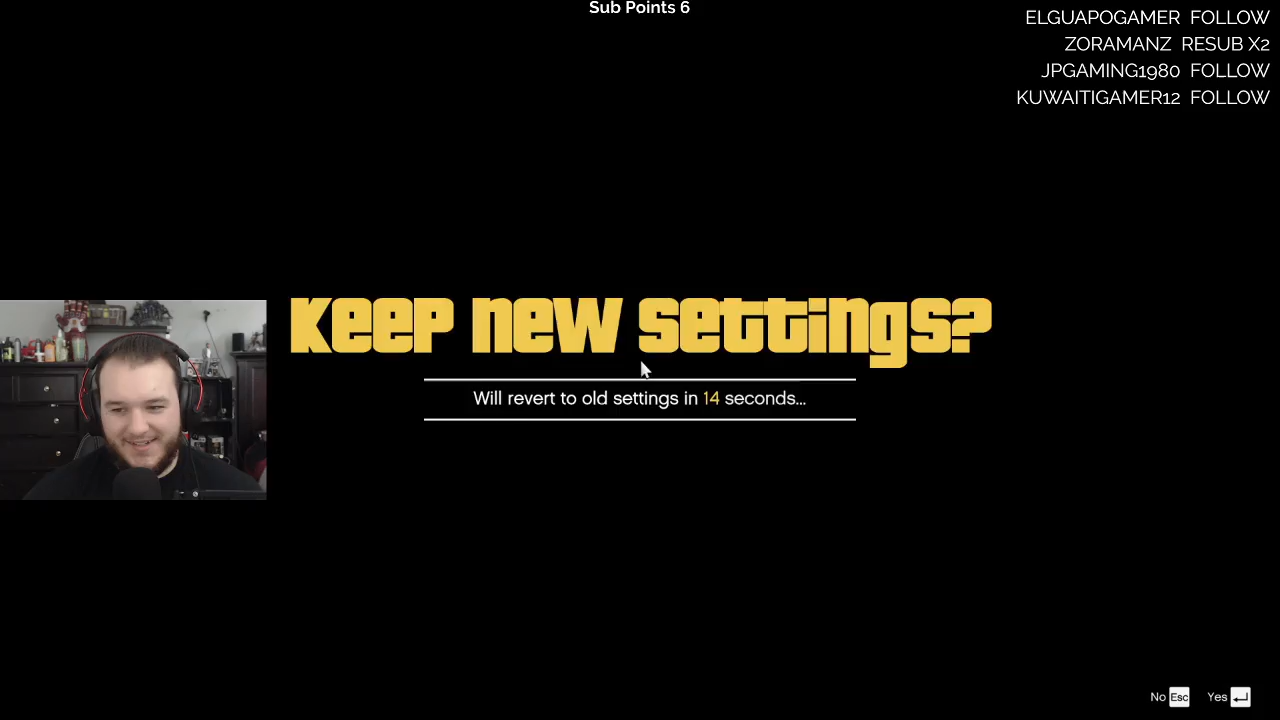 Sub Points 6
ELGUAPOGAMER FOLLOW
ZORAMANZ RESUB X2
JPGAMING1980 FOLLOW
KUWAITIGAMER12 FOLLOW
Keep new settings?
Will revert to old settings in 14 seconds...
No Esc Yes